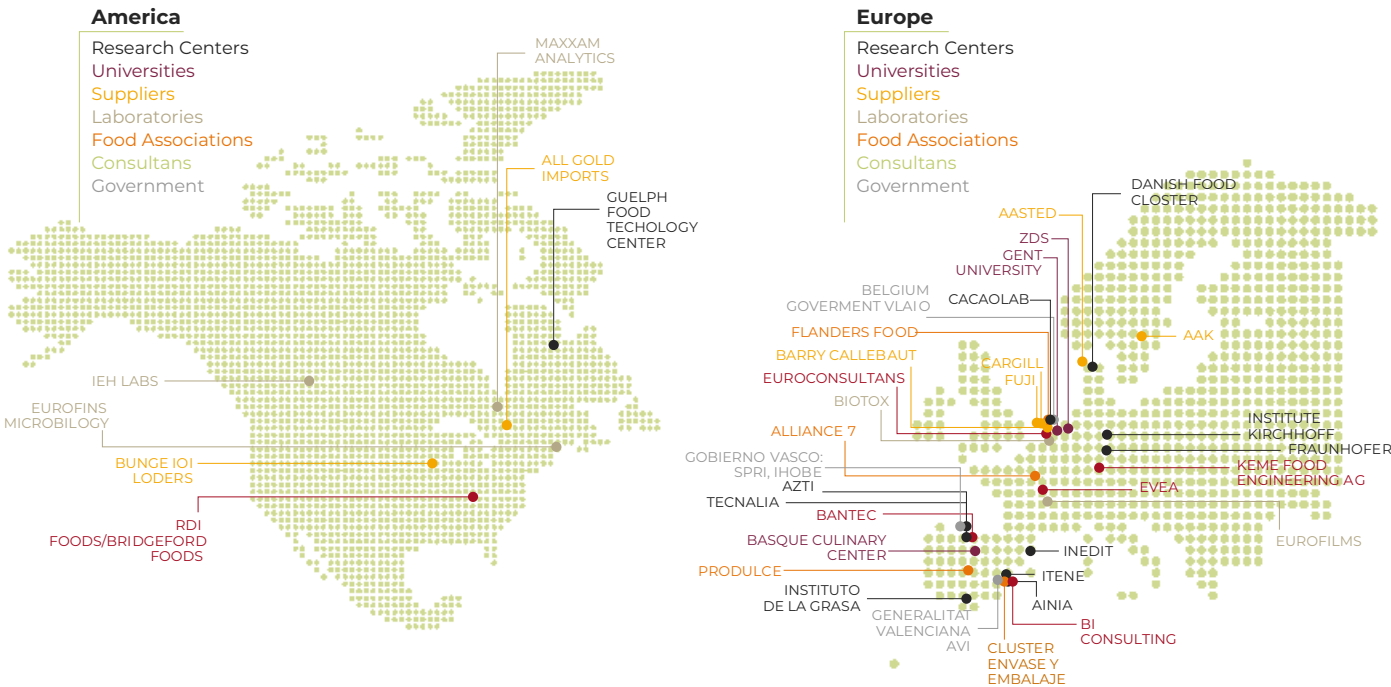 America
Research Centers
Universities
Suppliers
Laboratories
Food Associations
Consultans
Government
MAXXAM
ANALYTICS
ALL GOLD
IMPORTS
GUELPH
FOOD
TECHOLOGY
CENTER
IEH LABS
EUROFINS
MICROBILOGY
BUNGE IOI
LODERS
RDI
FOODS/BRIDGEFORD
FOODS
Europe
Research Centers
Universities
Suppliers
Laboratories
Food Associations
Consultans
Government
DANISH FOOD
CLOSTER
AASTED
ZDS
GENT
UNIVERSITY
BELGIUM
GOVERMENT VLAIO
CACAOLAB
FLANDERS FOOD
AAK
BARRY CALLEBAUT
CARGILL
FUJI
EUROCONSULTANS
BIOTOX
INSTITUTE
KIRCHHOFF
ALLIANCE 7
FRAUNHOFER
GOBIERNO VASCO:
SPRI, IHOBE
KEME FOOD
ENGINEERING AG
AZTI
EVEA
TECNALIA
BANTEC
EUROFILMS
BASQUE CULINARY
CENTER
INEDIT
PRODULCE
ITENE
INSTITUTO
DE LA GRASA
AINIA
GENERALITAT
VALENCIANA
AVI
BI
CONSULTING
CLUSTER
ENVASE Y
EMBALAJE